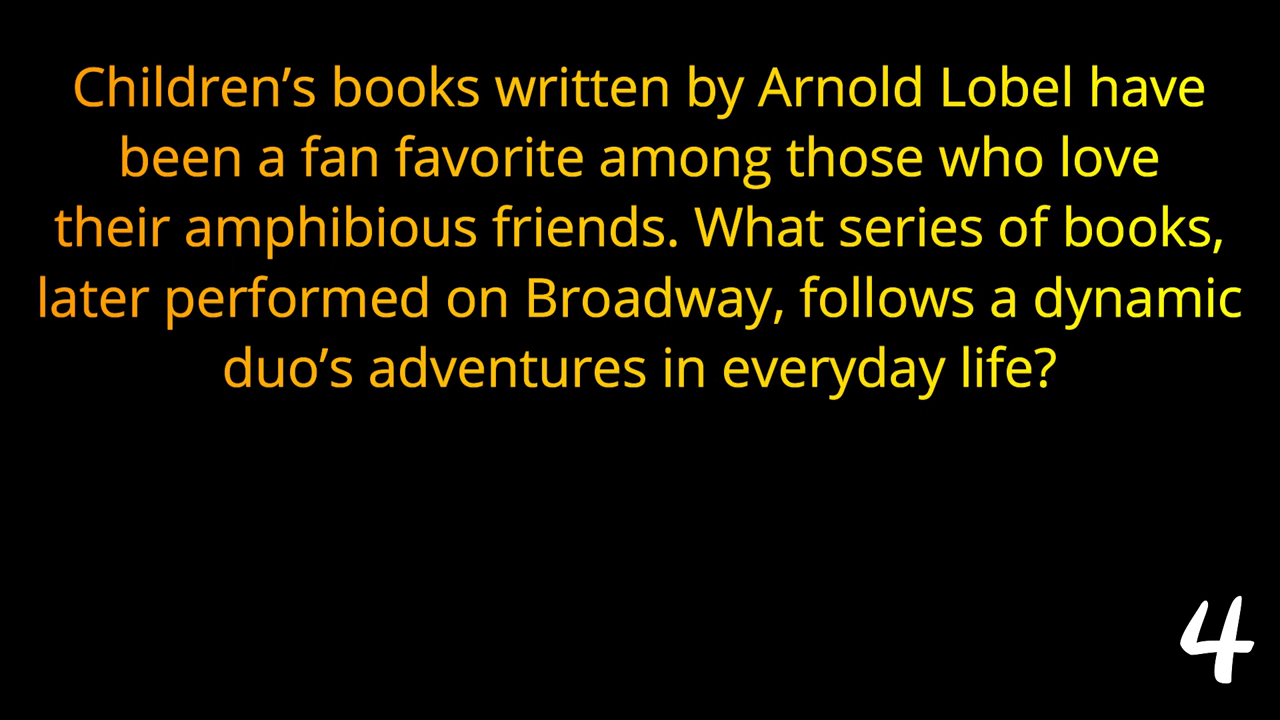 Children’s books written by Arnold Lobel have
been a fan favorite among those who love
their amphibious friends. What series of books,
later performed on Broadway, follows a dynamic
duo’s adventures in everyday life?
4